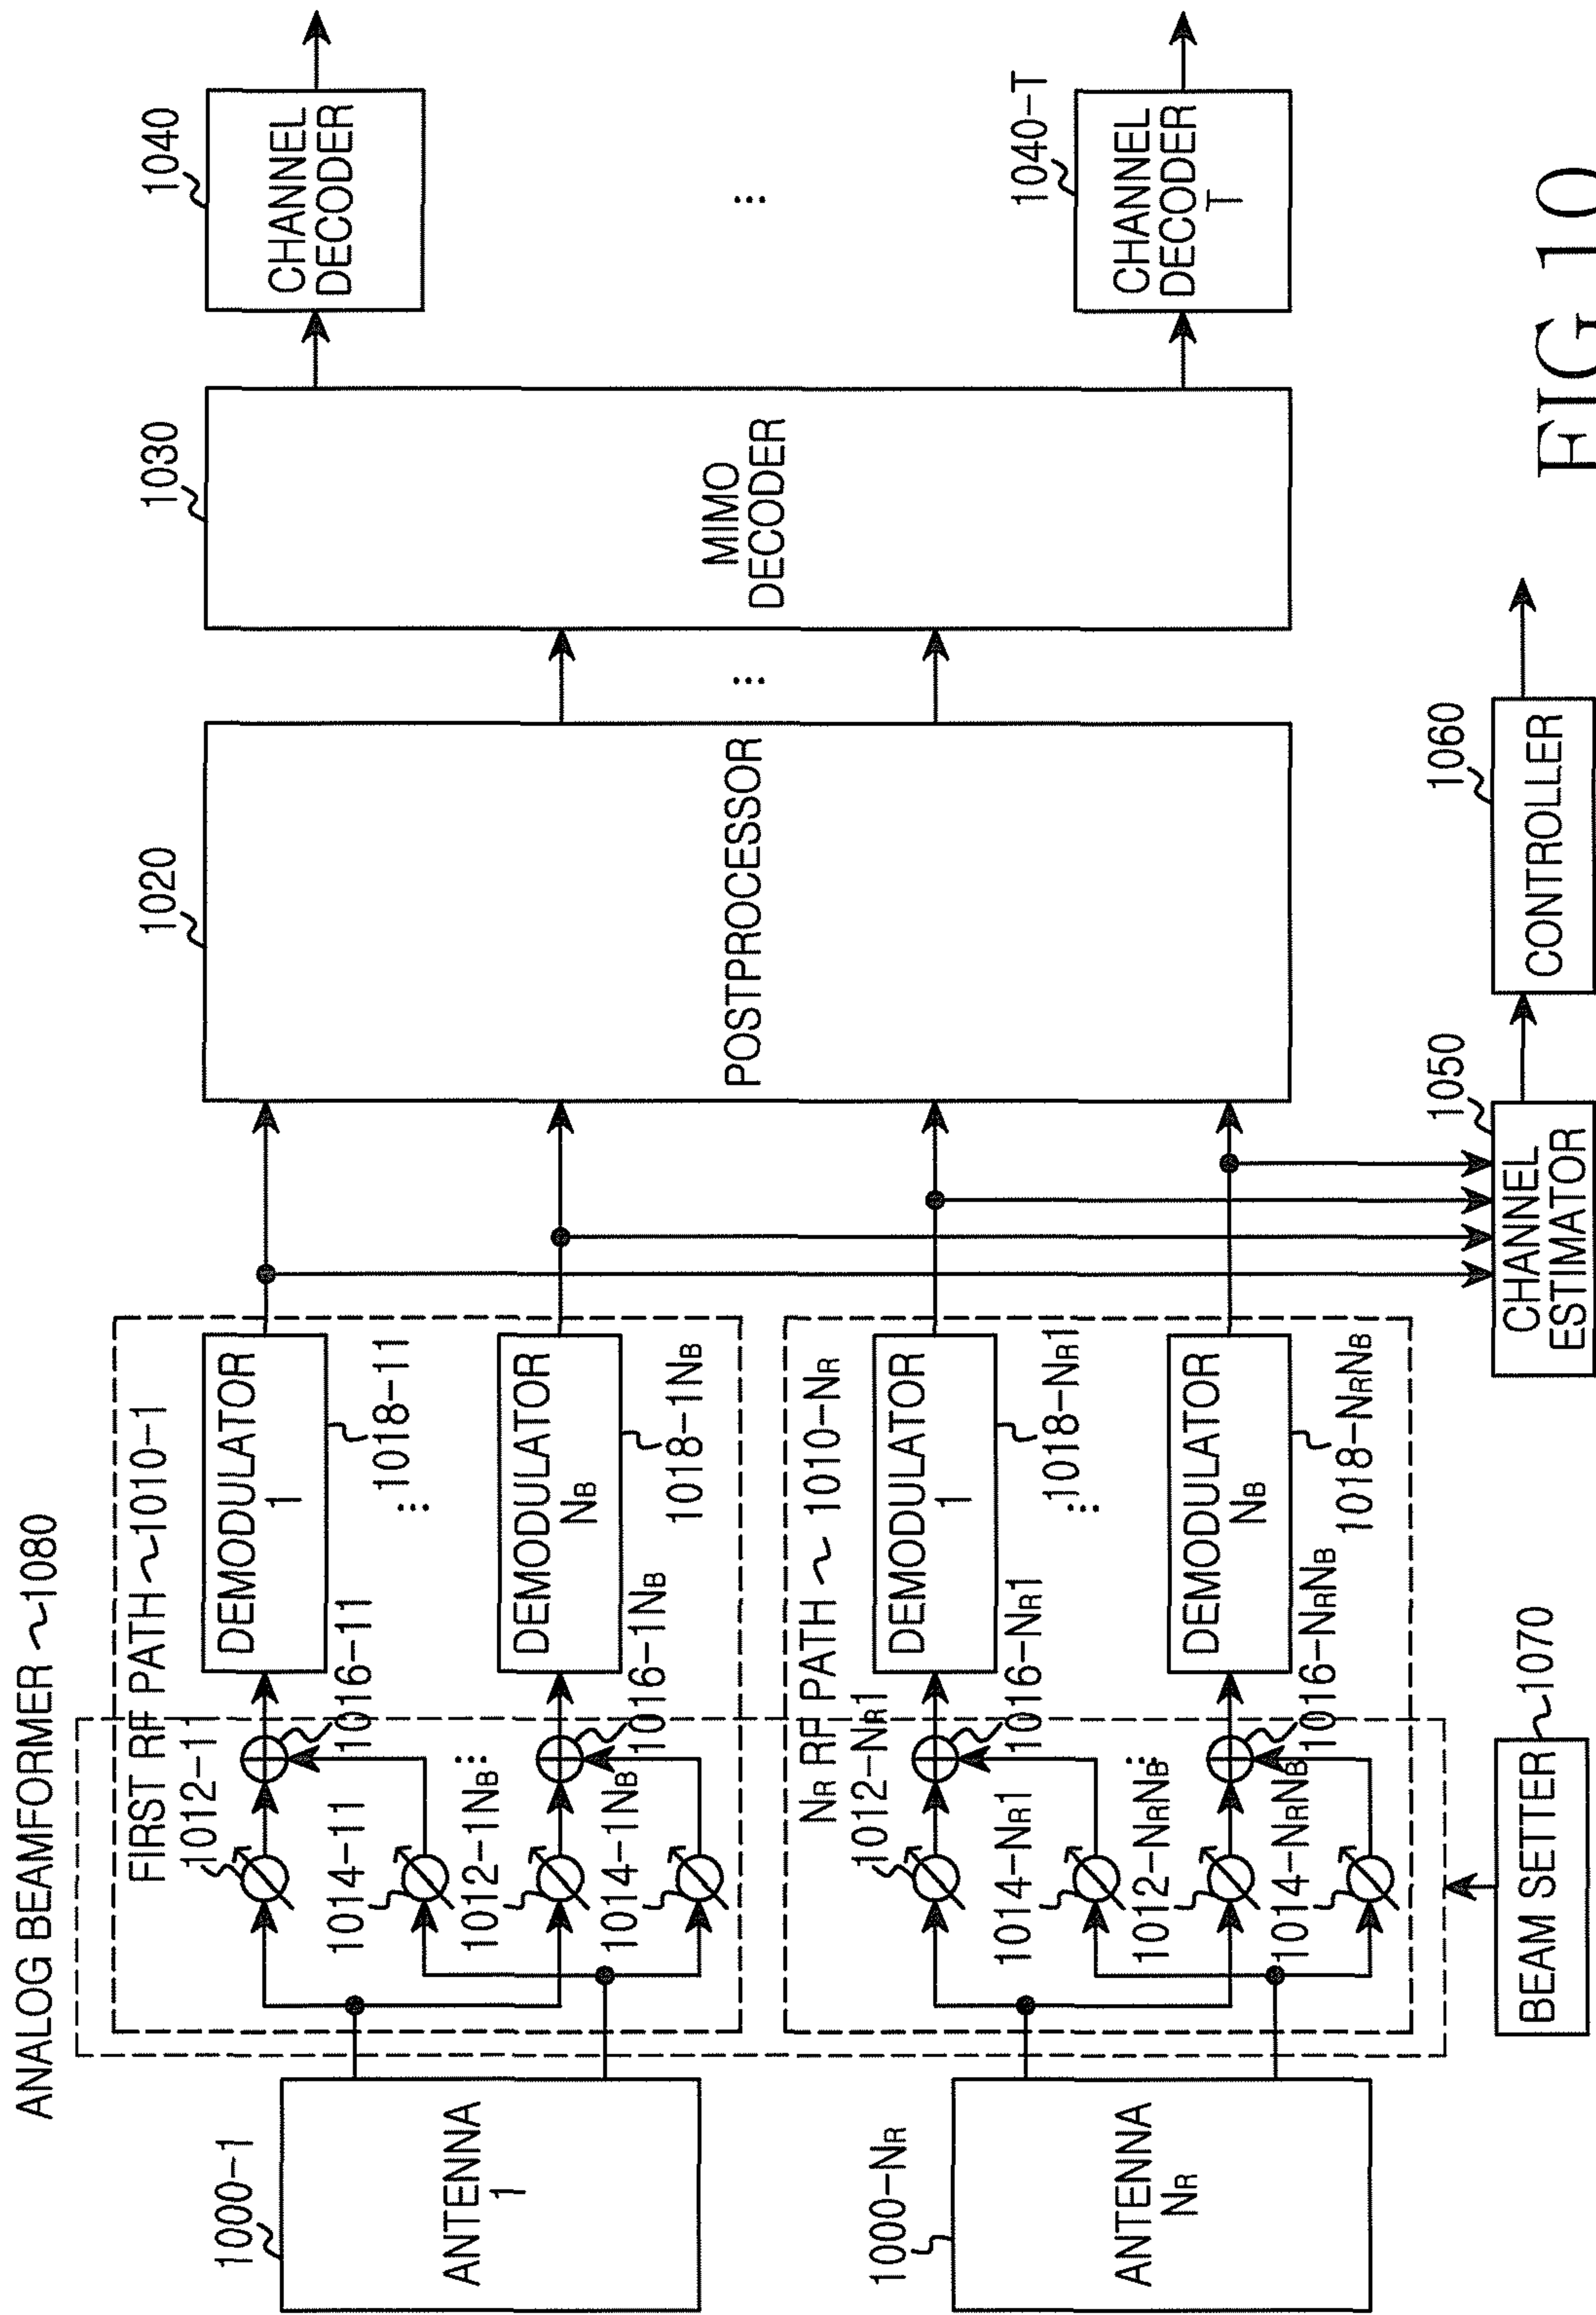 ANALOG BEAMFORMER 1080
FIRST RF PATH 1010-1
1000-1
ANTENNA
1
1012-11
1014-11
1016-11
DEMODULATOR
1
1018-11
...
1012-1NB
1014-1NB
...
1016-1NB
DEMODULATOR
NB
1018-1NB
1000-NR
ANTENNA
NR
NR RF PATH 1010-NR
1012-NR1
1014-NR1
1016-NR1
DEMODULATOR
1
1018-NR1
...
1012-NRNB
1014-NRNB
...
1016-NRNB
DEMODULATOR
NB
1018-NRNB
BEAM SETTER 1070
1020
POSTPROCESSOR
...
1030
MIMO
DECODER
1040
CHANNEL
DECODER
...
1040-T
CHANNEL
DECODER
T
1050
CHANNEL
ESTIMATOR
1060
CONTROLLER
FIG 10